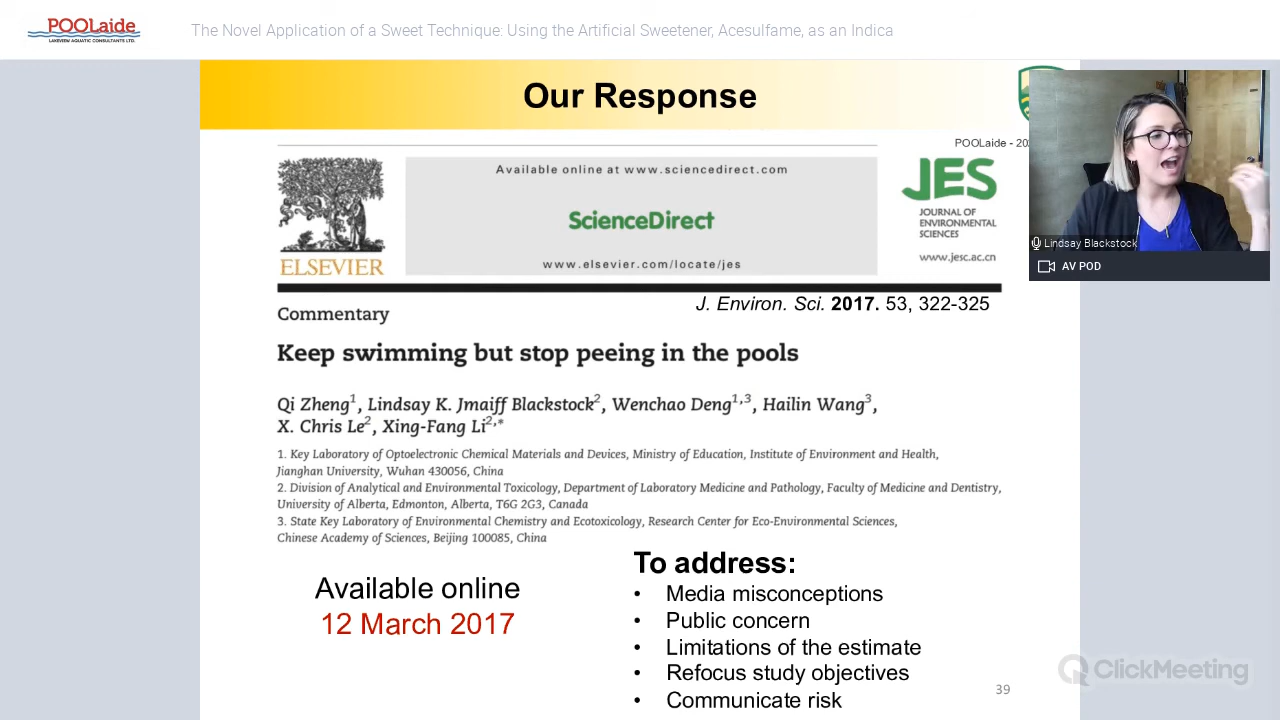 POOLaide
LAKEVIEW AQUATIC CONSULTANTS LTD.
The Novel Application of a Sweet Technique: Using the Artificial Sweetener, Acesulfame, as an Indica
Our Response
POOLaide - 20
Available online at www.sciencedirect.com
ScienceDirect
www.elsevier.com/locate/jes
ELSEVIER
JES
JOURNAL OF
ENVIRONMENTAL
SCIENCES
www.jesc.ac.cn
Lindsay Blackstock
AV POD
J. Environ. Sci. 2017. 53, 322-325
Commentary
Keep swimming but stop peeing in the pools
Qi Zheng1, Lindsay K. Jmaiff Blackstock2, Wenchao Deng1,3, Hailin Wang3,
X. Chris Le2, Xing-Fang Li2,*
1. Key Laboratory of Optoelectronic Chemical Materials and Devices, Ministry of Education, Institute of Environment and Health,
Jianghan University, Wuhan 430056, China
2. Division of Analytical and Environmental Toxicology, Department of Laboratory Medicine and Pathology, Faculty of Medicine and Dentistry,
University of Alberta, Edmonton, Alberta, T6G 2G3, Canada
3. State Key Laboratory of Environmental Chemistry and Ecotoxicology, Research Center for Eco-Environmental Sciences,
Chinese Academy of Sciences, Beijing 100085, China
Available online
12 March 2017
To address:
• Media misconceptions
• Public concern
• Limitations of the estimate
• Refocus study objectives
• Communicate risk
39
ClickMeeting